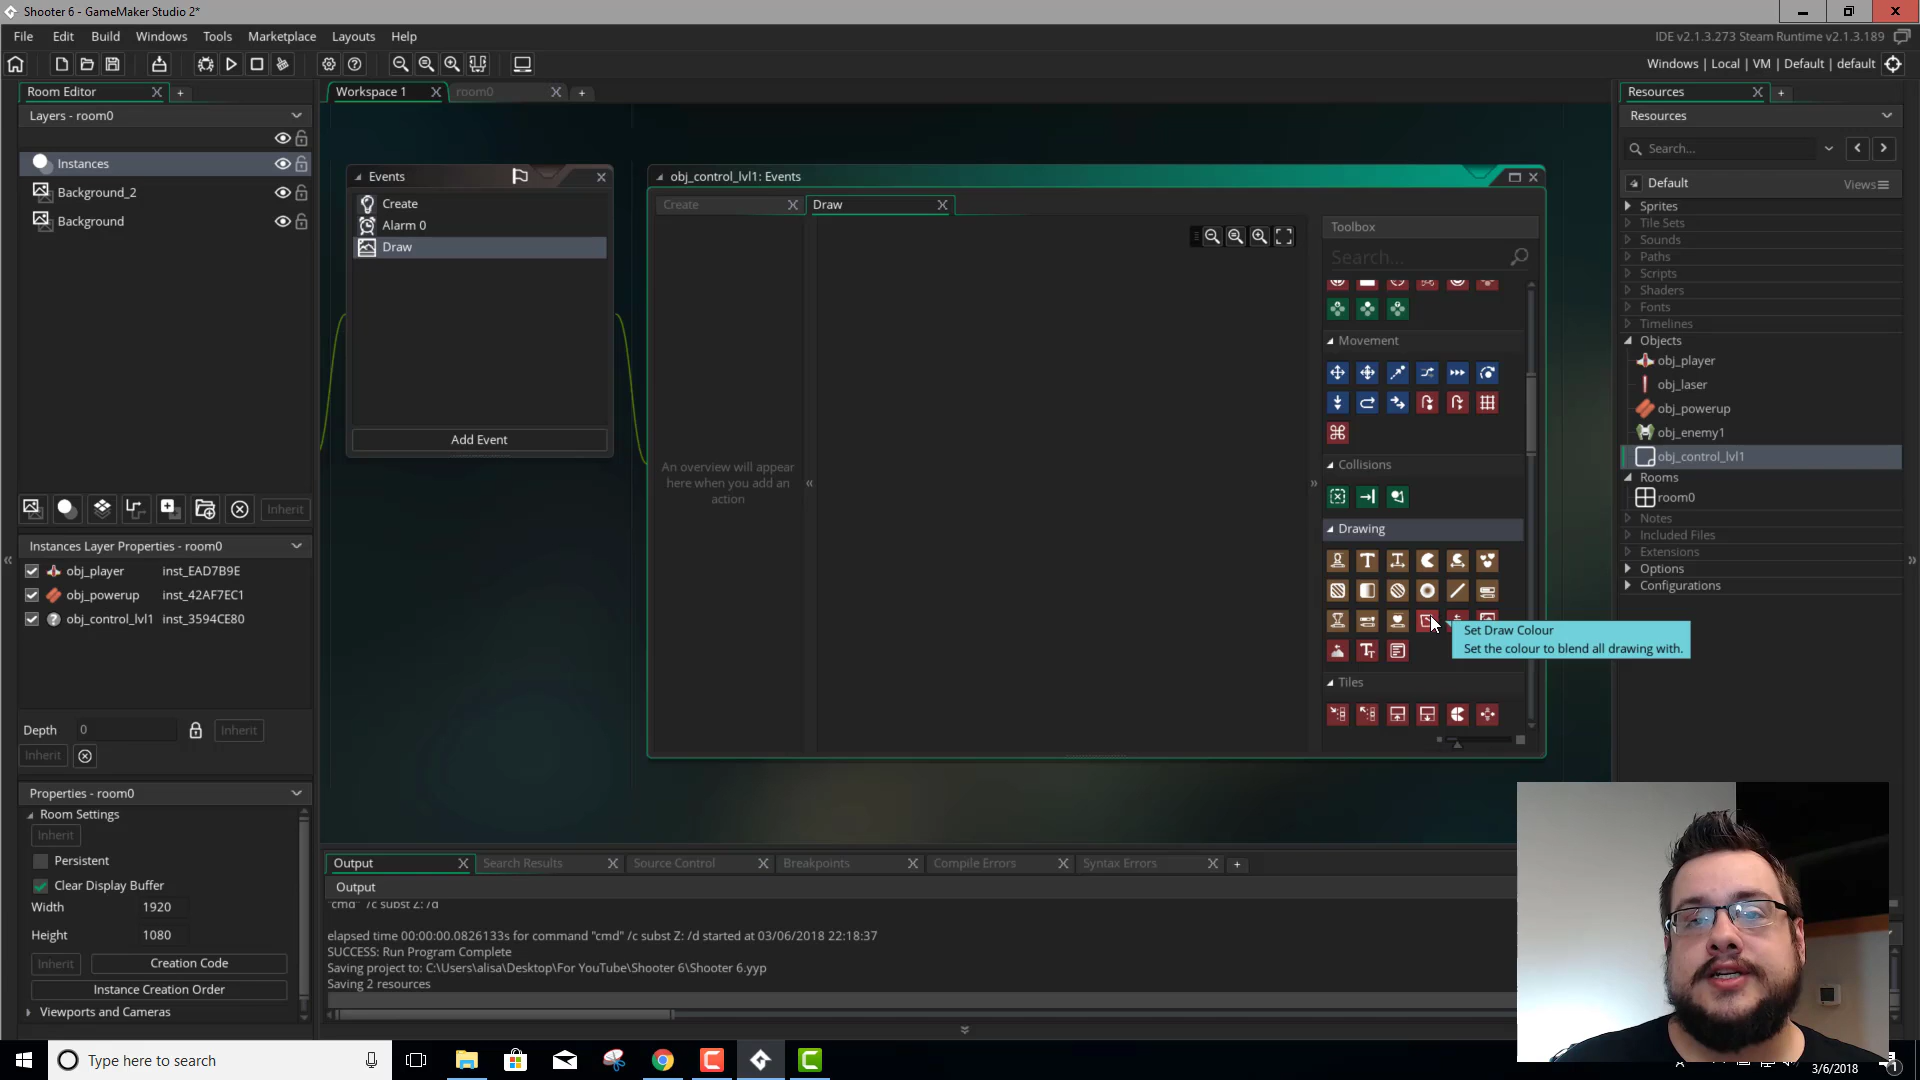 Shooter 6 - GameMaker Studio 2*
File Edit Build Windows Tools Marketplace Layouts Help
IDE v2.1.3.273 Steam Runtime v2.1.3.189
Windows | Local | VM | Default | default
Room Editor
Layers - room0
Instances
Background_2
Background
Inherit
Instances Layer Properties - room0
obj_player inst_EAD7B9E
obj_powerup inst_42AF7EC1
obj_control_lvl1 inst_3594CE80
Depth 0 Inherit
Inherit
Properties - room0
Room Settings
Inherit
Persistent
Clear Display Buffer
Width 1920
Height 1080
Inherit Creation Code
Instance Creation Order
Viewports and Cameras
Workspace 1 room0
Events
Create
Alarm 0
Draw
Add Event
obj_control_lvl1: Events
Create Draw
An overview will appear
here when you add an
action
Toolbox
Search...
Movement
Collisions
Drawing
Set Draw Colour
Set the colour to blend all drawing with.
Tiles
Output Search Results Source Control Breakpoints Compile Errors Syntax Errors
Output
"cmd" /c subst Z: /d
elapsed time 00:00:00.0826133s for command "cmd" /c subst Z: /d started at 03/06/2018 22:18:37
SUCCESS: Run Program Complete
Saving project to: C:\Users\alisa\Desktop\For YouTube\Shooter 6\Shooter 6.yyp
Saving 2 resources
Resources
Resources
Search...
Default Views
Sprites
Tile Sets
Sounds
Paths
Scripts
Shaders
Fonts
Timelines
Objects
obj_player
obj_laser
obj_powerup
obj_enemy1
obj_control_lvl1
Rooms
room0
Notes
Included Files
Extensions
Options
Configurations
Type here to search
3/6/2018